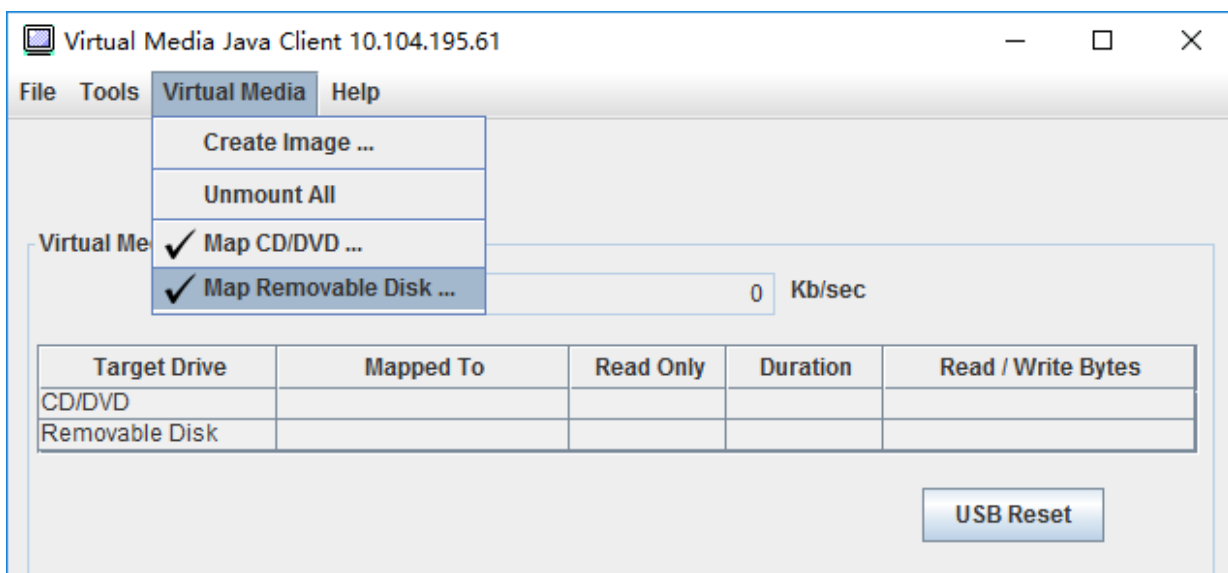 Virtual Media Java Client 10.104.195.61
File Tools Virtual Media Help
Create Image ...
Unmount All
Virtual Me
Map CD/DVD ...
Map Removable Disk ...
0 Kb/sec
Target Drive Mapped To Read Only Duration Read / Write Bytes
CD/DVD
Removable Disk
USB Reset